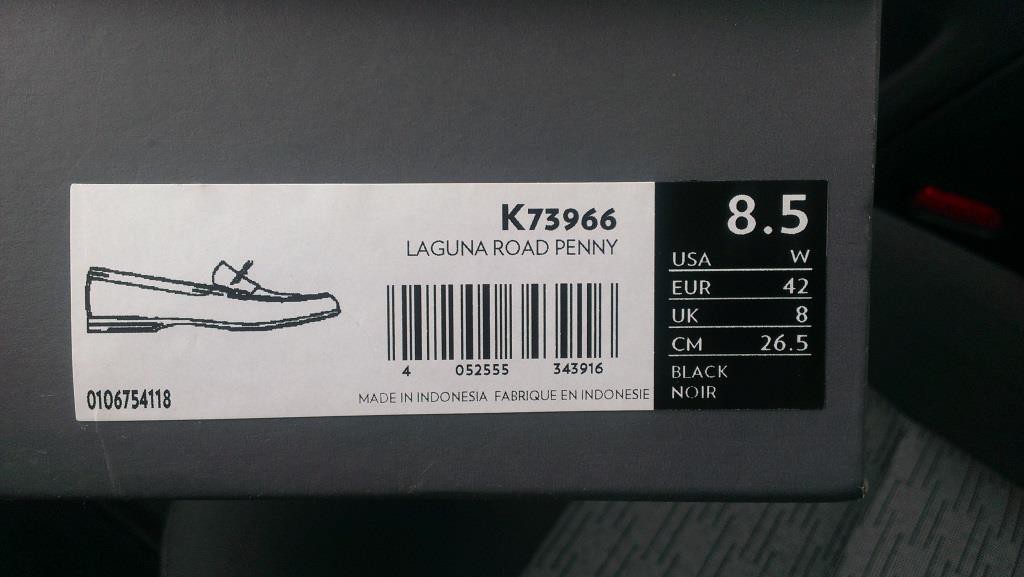 K73966
LAGUNA ROAD PENNY
4 052555 343916
0106754118
MADE IN INDONESIA FABRIQUE EN INDONESIE
8.5
USA W
EUR 42
UK 8
CM 26.5
BLACK
NOIR